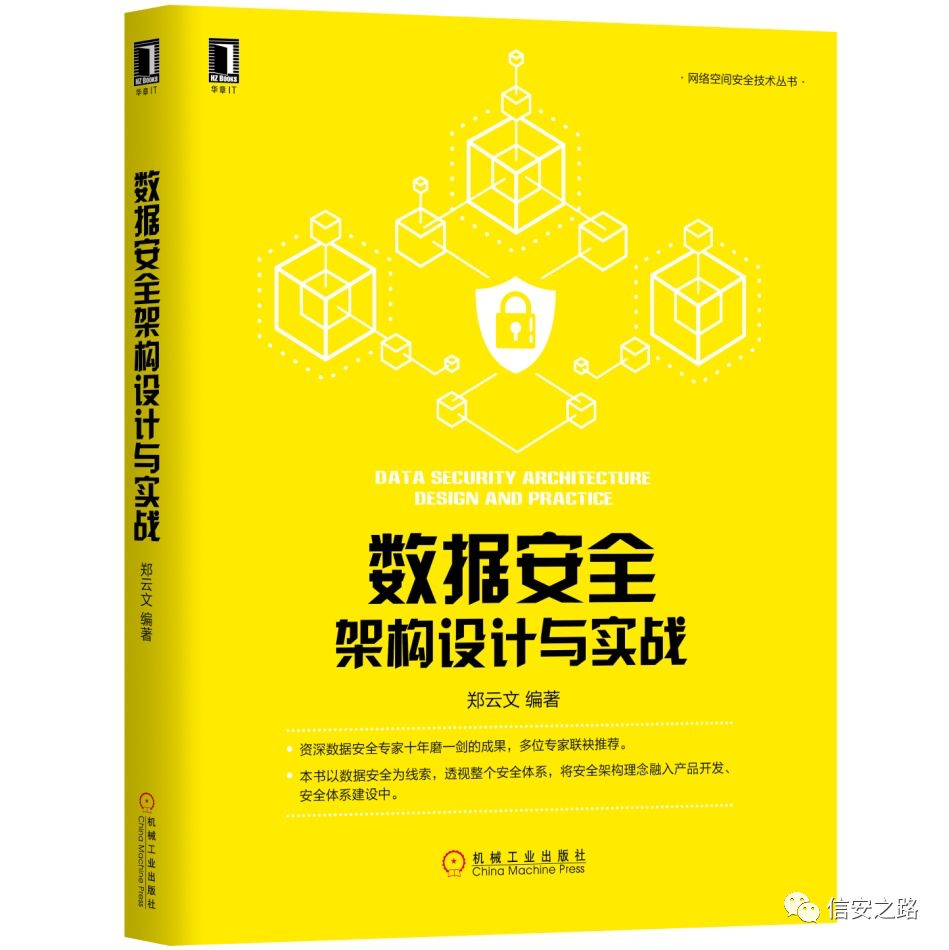 HZ BOOKS
华章IT
数据安全架构设计与实战
郑云文 编著
机械工业出版社
China Machine Press
HZ BOOKS
华章IT
·网络空间安全技术丛书·
DATA SECURITY ARCHITECTURE
DESIGN AND PRACTICE
数据安全
架构设计与实战
郑云文 编著
资深数据安全专家十年磨一剑的成果，多位专家联袂推荐。
本书以数据安全为线索，透视整个安全体系，将安全架构理念融入产品开发、
安全体系建设中。
机械工业出版社
China Machine Press
信安之路